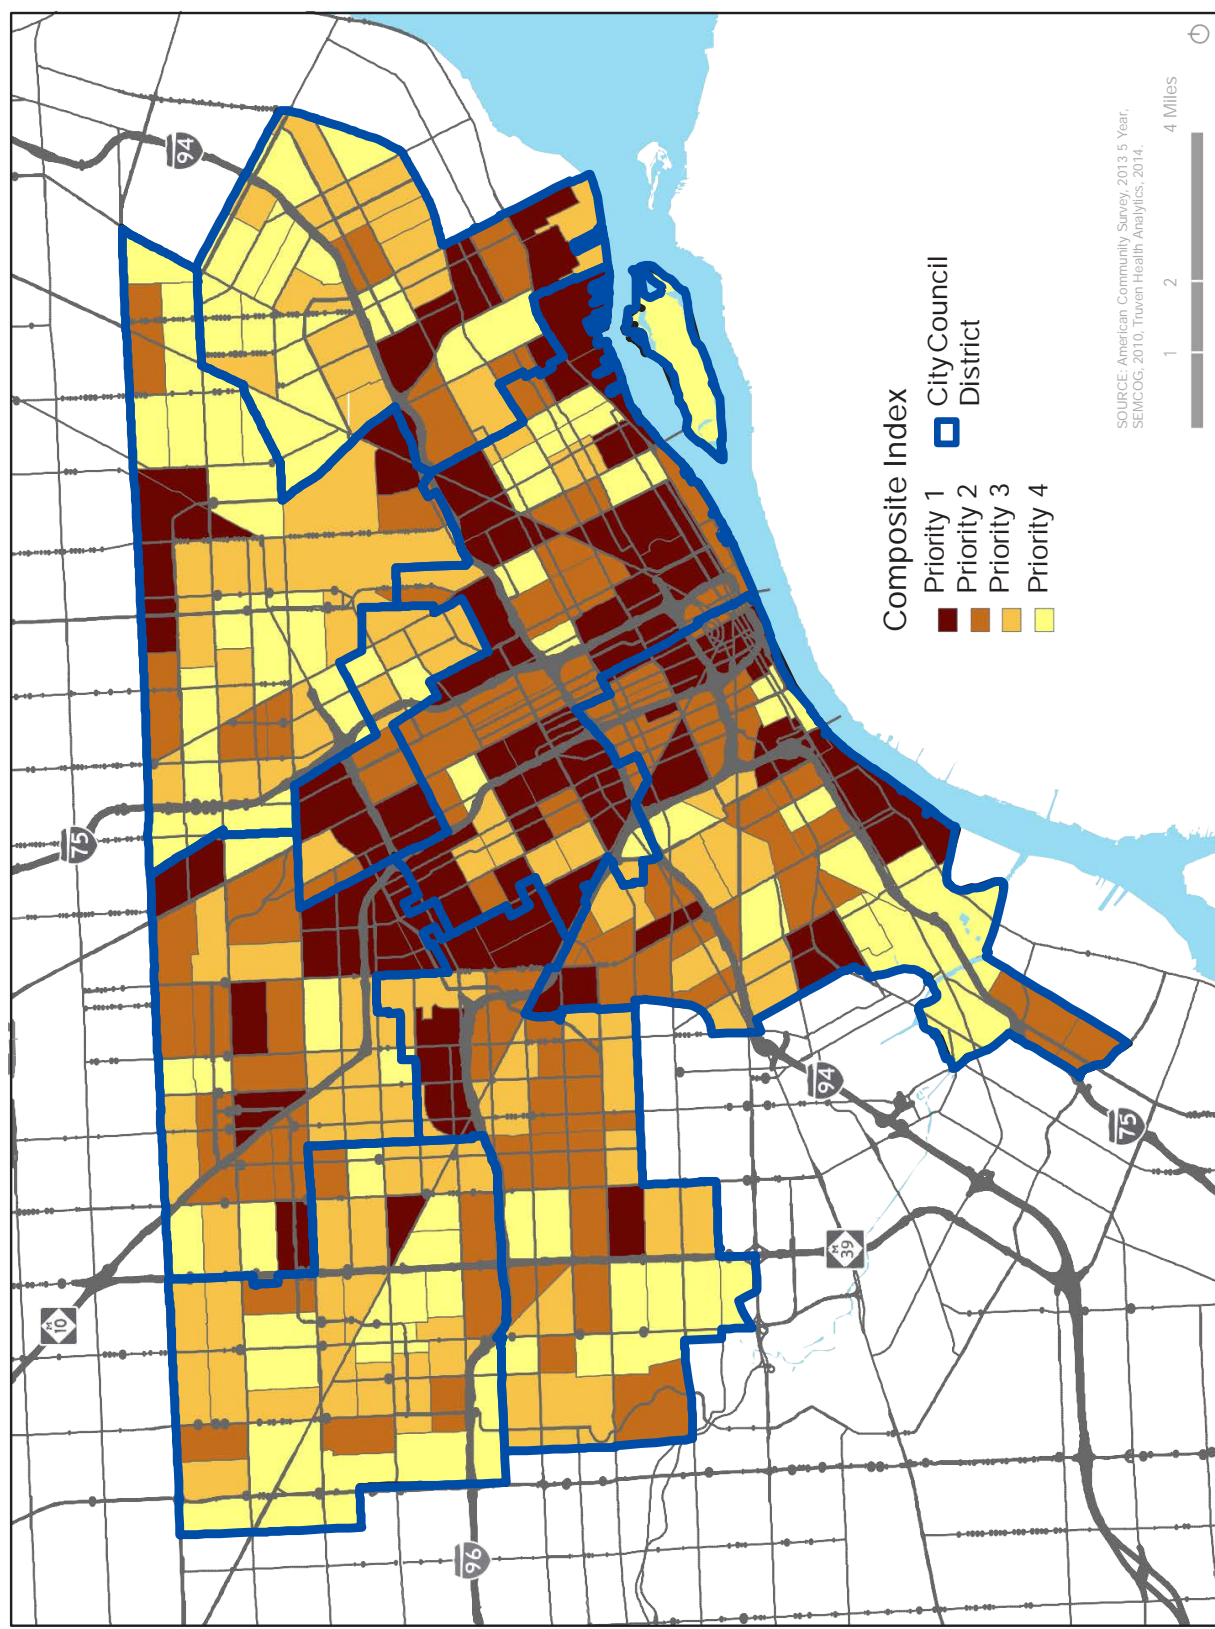 94
75
M
10
96
94
75
M
39
Composite Index
Priority 1
Priority 2
Priority 3
Priority 4
City Council
District
SOURCE: American Community Survey, 2013 5 Year,
SEMCOG, 2010, Truven Health Analytics, 2014.
1 2 4 Miles